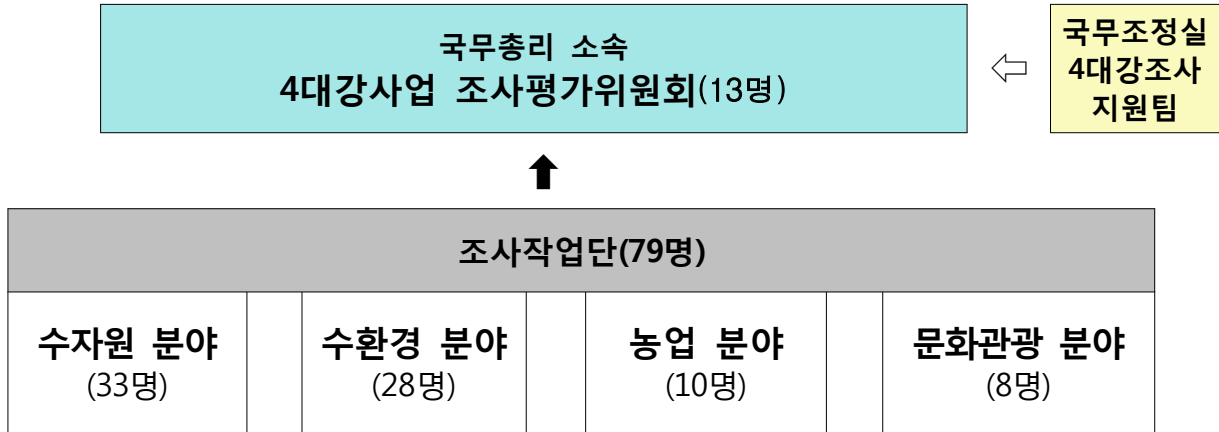 국무총리 소속
4대강사업 조사평가위원회(13명)
국무조정실
4대강조사
지원팀
조사작업단(79명)
수자원 분야
(33명)
수환경 분야
(28명)
농업 분야
(10명)
문화관광 분야
(8명)